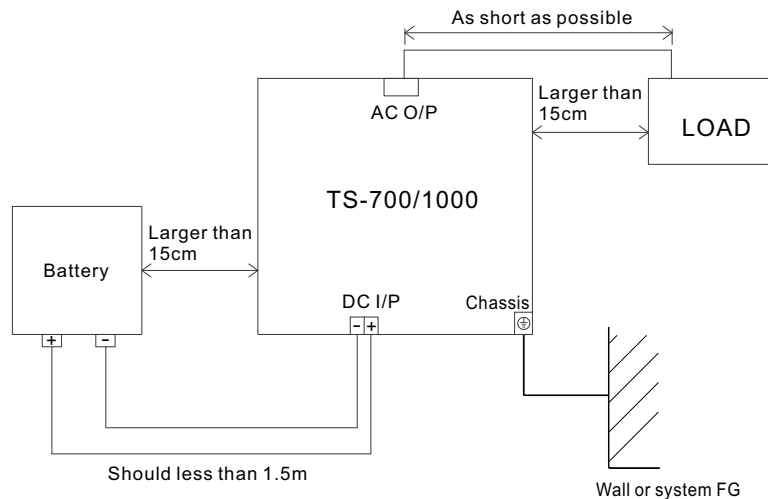 As short as possible
AC O/P
Larger than
15cm
LOAD
TS-700/1000
Larger than
15cm
Battery
DC I/P
Chassis
- +
+ -
Should less than 1.5m
Wall or system FG